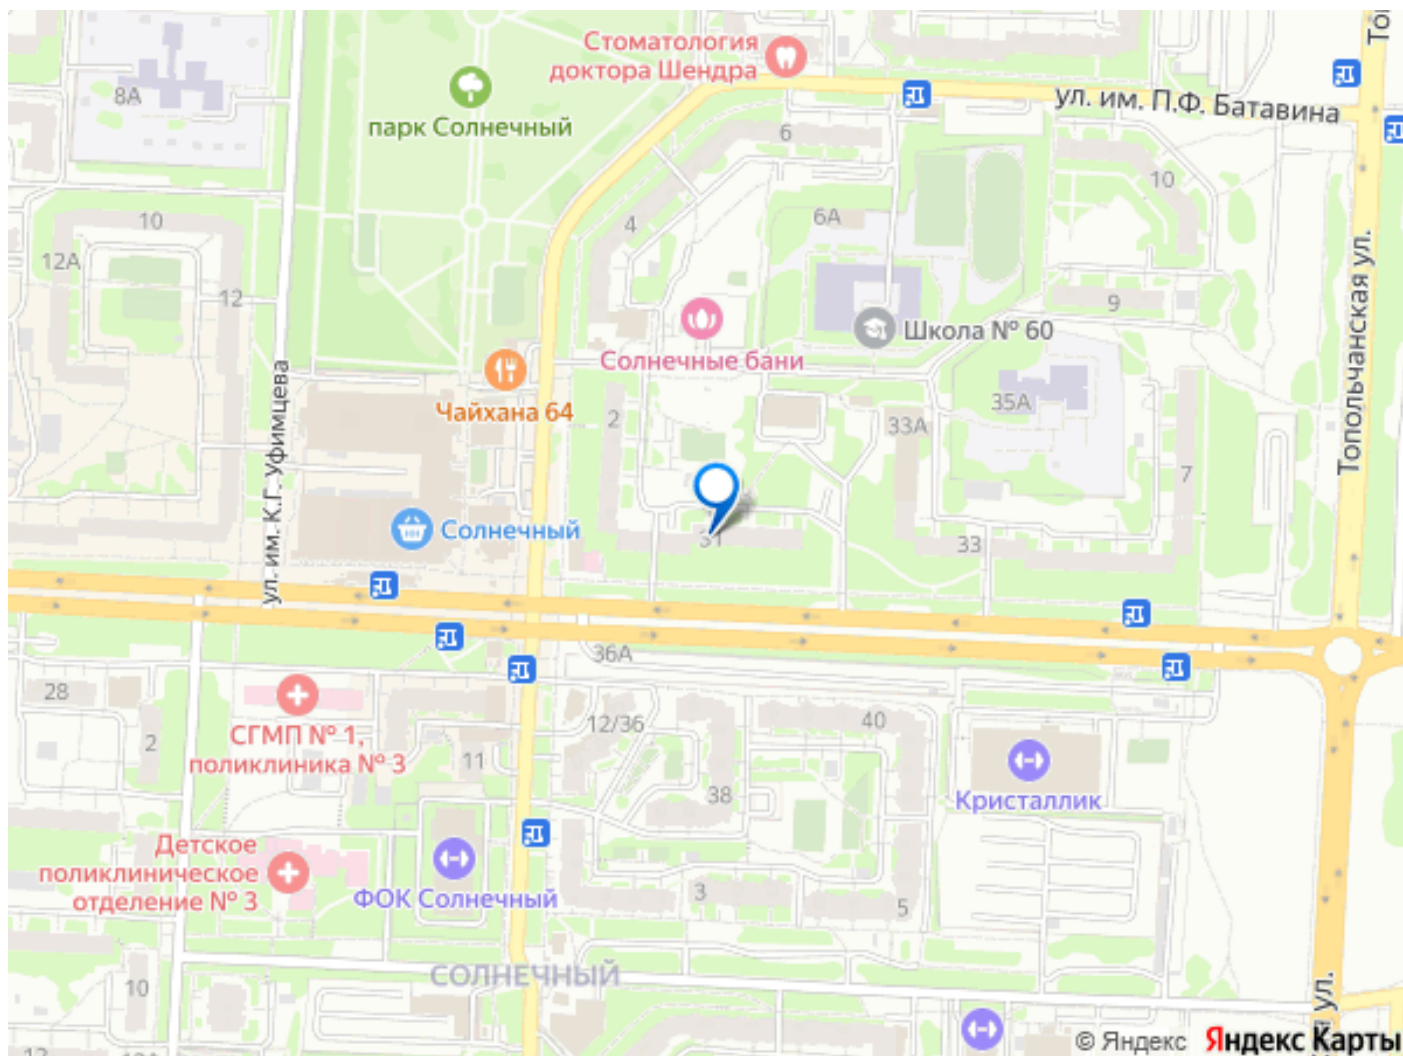 Стоматология
доктора Шендра
ул. им. П.Ф. Батавина
8А
парк Солнечный
6
10
10
4
6А
12А
12
9
Школа № 60
Солнечные бани
ул. им. К.Г. Уфимцева
Топольчанская ул.
Чайхана 64
2
35А
33А
7
Солнечный
31
33
36А
28
12/36
40
СГМП № 1,
поликлиника № 3
2
11
38
Кристаллик
Детское
поликлиническое
отделение № 3
ФОК Солнечный
3
5
СОЛНЕЧНЫЙ
10
ул.
© Яндекс Яндекс Карты